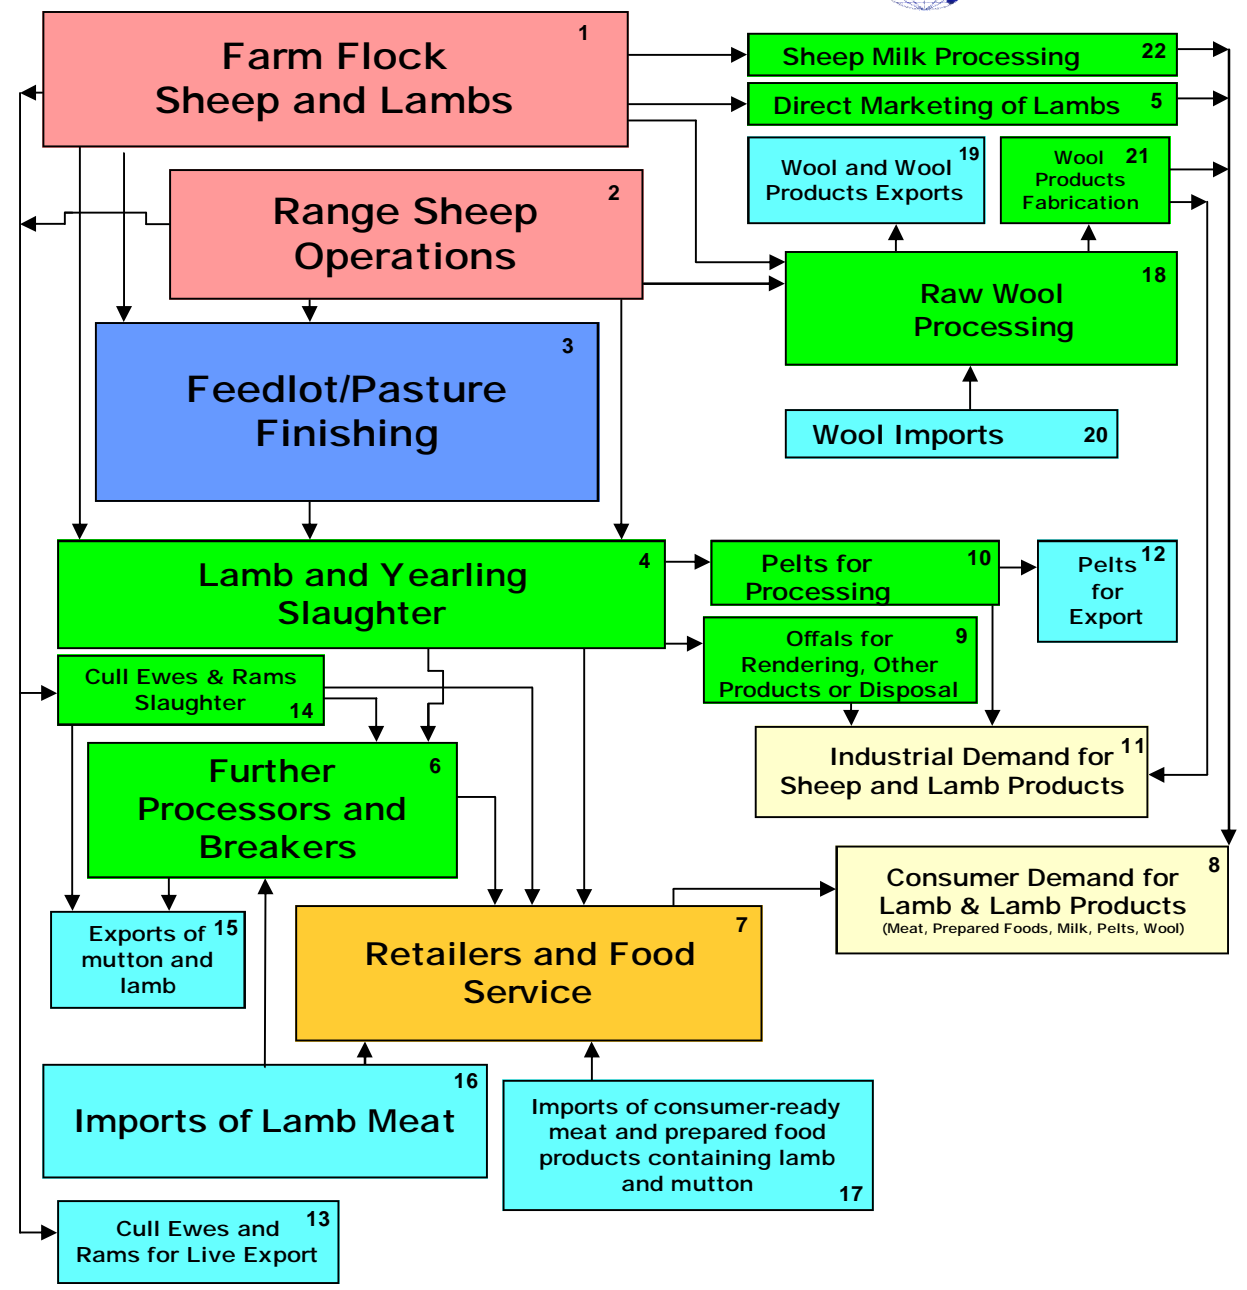 1
Farm Flock
Sheep and Lambs
22
Sheep Milk Processing
5
Direct Marketing of Lambs
19
Wool and Wool
Products Exports
21
Wool
Products
Fabrication
2
Range Sheep
Operations
18
Raw Wool
Processing
3
Feedlot/Pasture
Finishing
Wool Imports 20
4
Lamb and Yearling
Slaughter
10
Pelts for
Processing
12
Pelts
for
Export
9
Offals for
Rendering, Other
Products or Disposal
Cull Ewes & Rams
Slaughter
14
11
Industrial Demand for
Sheep and Lamb Products
6
Further
Processors and
Breakers
8
Consumer Demand for
Lamb & Lamb Products
(Meat, Prepared Foods, Milk, Pelts, Wool)
15
Exports of
mutton and
lamb
7
Retailers and Food
Service
16
Imports of Lamb Meat
Imports of consumer-ready
meat and prepared food
products containing lamb
and mutton
17
13
Cull Ewes and
Rams for Live Export